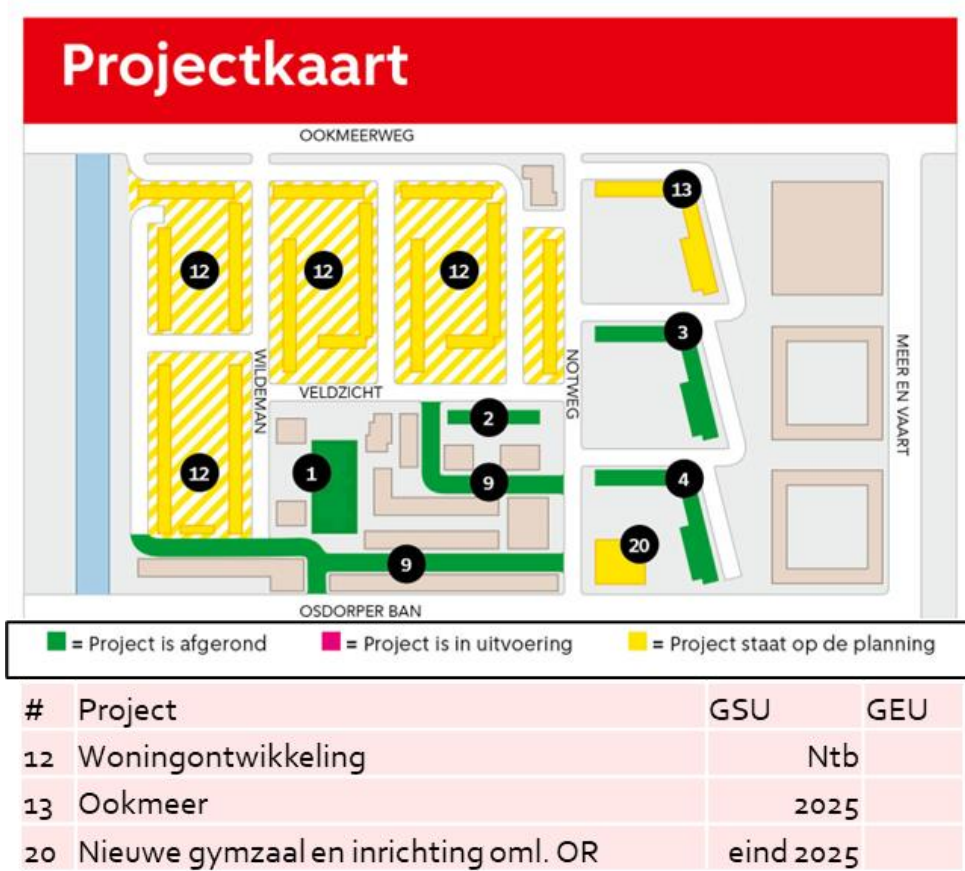 Projectkaart
OOKMEERWEG
13
12 12 12
3
WILDEMAN
NOTWEG
MEER EN VAART
VELDZICHT
2
12 1 9 4
20
9
OSDORPER BAN
= Project is afgerond = Project is in uitvoering = Project staat op de planning
# Project GSU GEU
12 Woningontwikkeling Ntb
13 Ookmeer 2025
20 Nieuwe gymzaal en inrichting oml. OR eind 2025